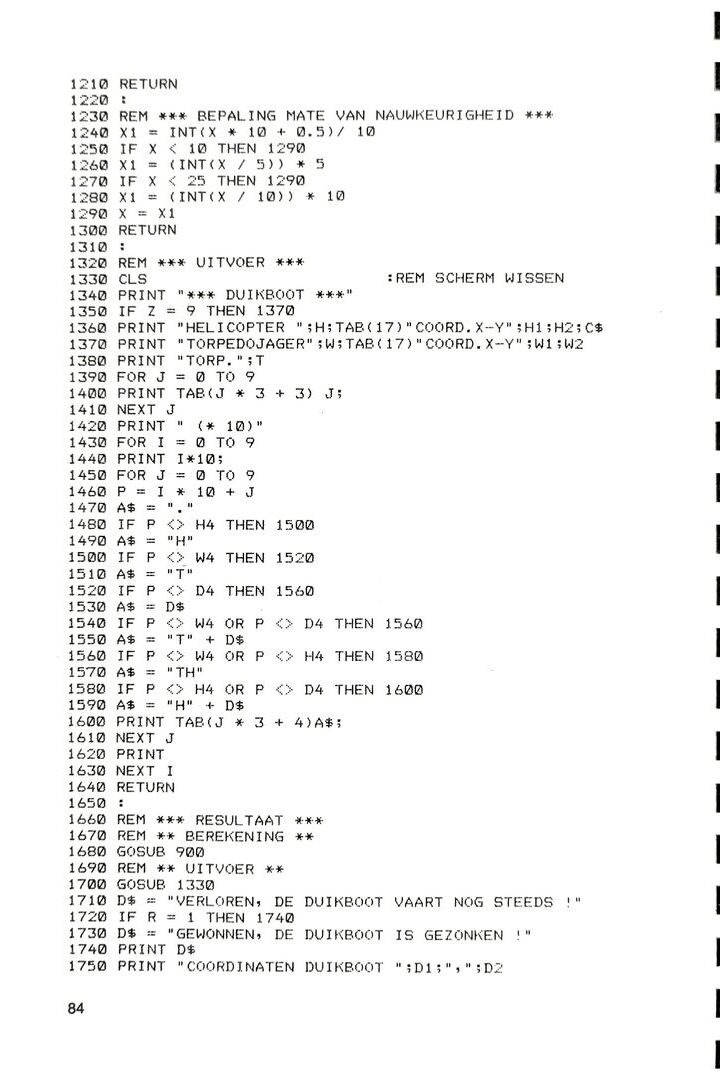 1210 RETURN
1220 :
1230 REM *** BEPALING MATE VAN NAUWKEURIGHEID ***
1240 X1 = INT(X * 10 + 0.5)/ 10
1250 IF X < 10 THEN 1290
1260 X1 = (INT(X / 5)) * 5
1270 IF X < 25 THEN 1290
1280 X1 = (INT(X / 10)) * 10
1290 X = X1
1300 RETURN
1310 :
1320 REM *** UITVOER ***
1330 CLS :REM SCHERM WISSEN
1340 PRINT "*** DUIKBOOT ***"
1350 IF Z = 9 THEN 1370
1360 PRINT "HELICOPTER ";H;TAB(17)"COORD.X-Y";H1;H2;C$
1370 PRINT "TORPEDOJAGER";W;TAB(17)"COORD.X-Y";W1;W2
1380 PRINT "TORP.";T
1390 FOR J = 0 TO 9
1400 PRINT TAB(J * 3 + 3) J;
1410 NEXT J
1420 PRINT " (* 10)"
1430 FOR I = 0 TO 9
1440 PRINT I*10;
1450 FOR J = 0 TO 9
1460 P = I * 10 + J
1470 A$ = "."
1480 IF P <> H4 THEN 1500
1490 A$ = "H"
1500 IF P <> W4 THEN 1520
1510 A$ = "T"
1520 IF P <> D4 THEN 1560
1530 A$ = D$
1540 IF P <> W4 OR P <> D4 THEN 1560
1550 A$ = "T" + D$
1560 IF P <> W4 OR P <> H4 THEN 1580
1570 A$ = "TH"
1580 IF P <> H4 OR P <> D4 THEN 1600
1590 A$ = "H" + D$
1600 PRINT TAB(J * 3 + 4)A$;
1610 NEXT J
1620 PRINT
1630 NEXT I
1640 RETURN
1650 :
1660 REM *** RESULTAAT ***
1670 REM ** BEREKENING **
1680 GOSUB 900
1690 REM ** UITVOER **
1700 GOSUB 1330
1710 D$ = "VERLOREN, DE DUIKBOOT VAART NOG STEEDS !"
1720 IF R = 1 THEN 1740
1730 D$ = "GEWONNEN, DE DUIKBOOT IS GEZONKEN !"
1740 PRINT D$
1750 PRINT "COORDINATEN DUIKBOOT ";D1;",";D2
84